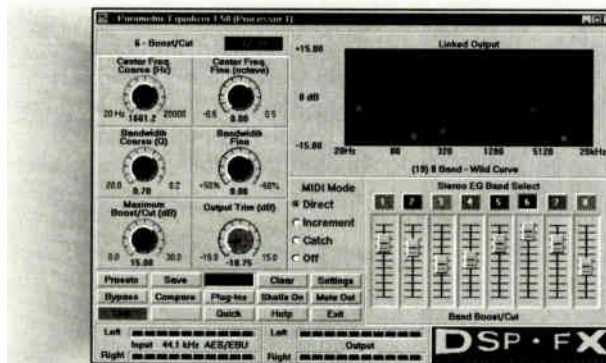 Parameter Equalizer 1.50 (Processor 1)
6 - Boost/Cut
Center Freq. Coarse (Hz)
20 Hz 1601.2 20000
Center Freq. Fine (octave)
-0.5 0.00 0.5
Bandwidth Coarse (Q)
20.0 0.70 0.2
Bandwidth Fine
+50% 0.00 -50%
Maximum Boost/Cut (dB)
0.0 15.00 30.0
Output Trim (dB)
-15.0 -10.75 15.0
Linked Output
+15.00
0 dB
-15.00
20Hz 80 320 1280 5120 20kHz
(19) 8 Band - Wild Curve
MIDI Mode
Direct
Increment
Catch
Off
Stereo EQ Band Select
1 2 3 4 5 6 7 8
Band Boost/Cut
Presets Save Clear Settings
Bypass Compare Plug-Ins Shelfs On Mute Out
Link Quick Help Exit
Left
Input 44.1 kHz AES/EBU
Right
Left
Output
Right
DSP·FX